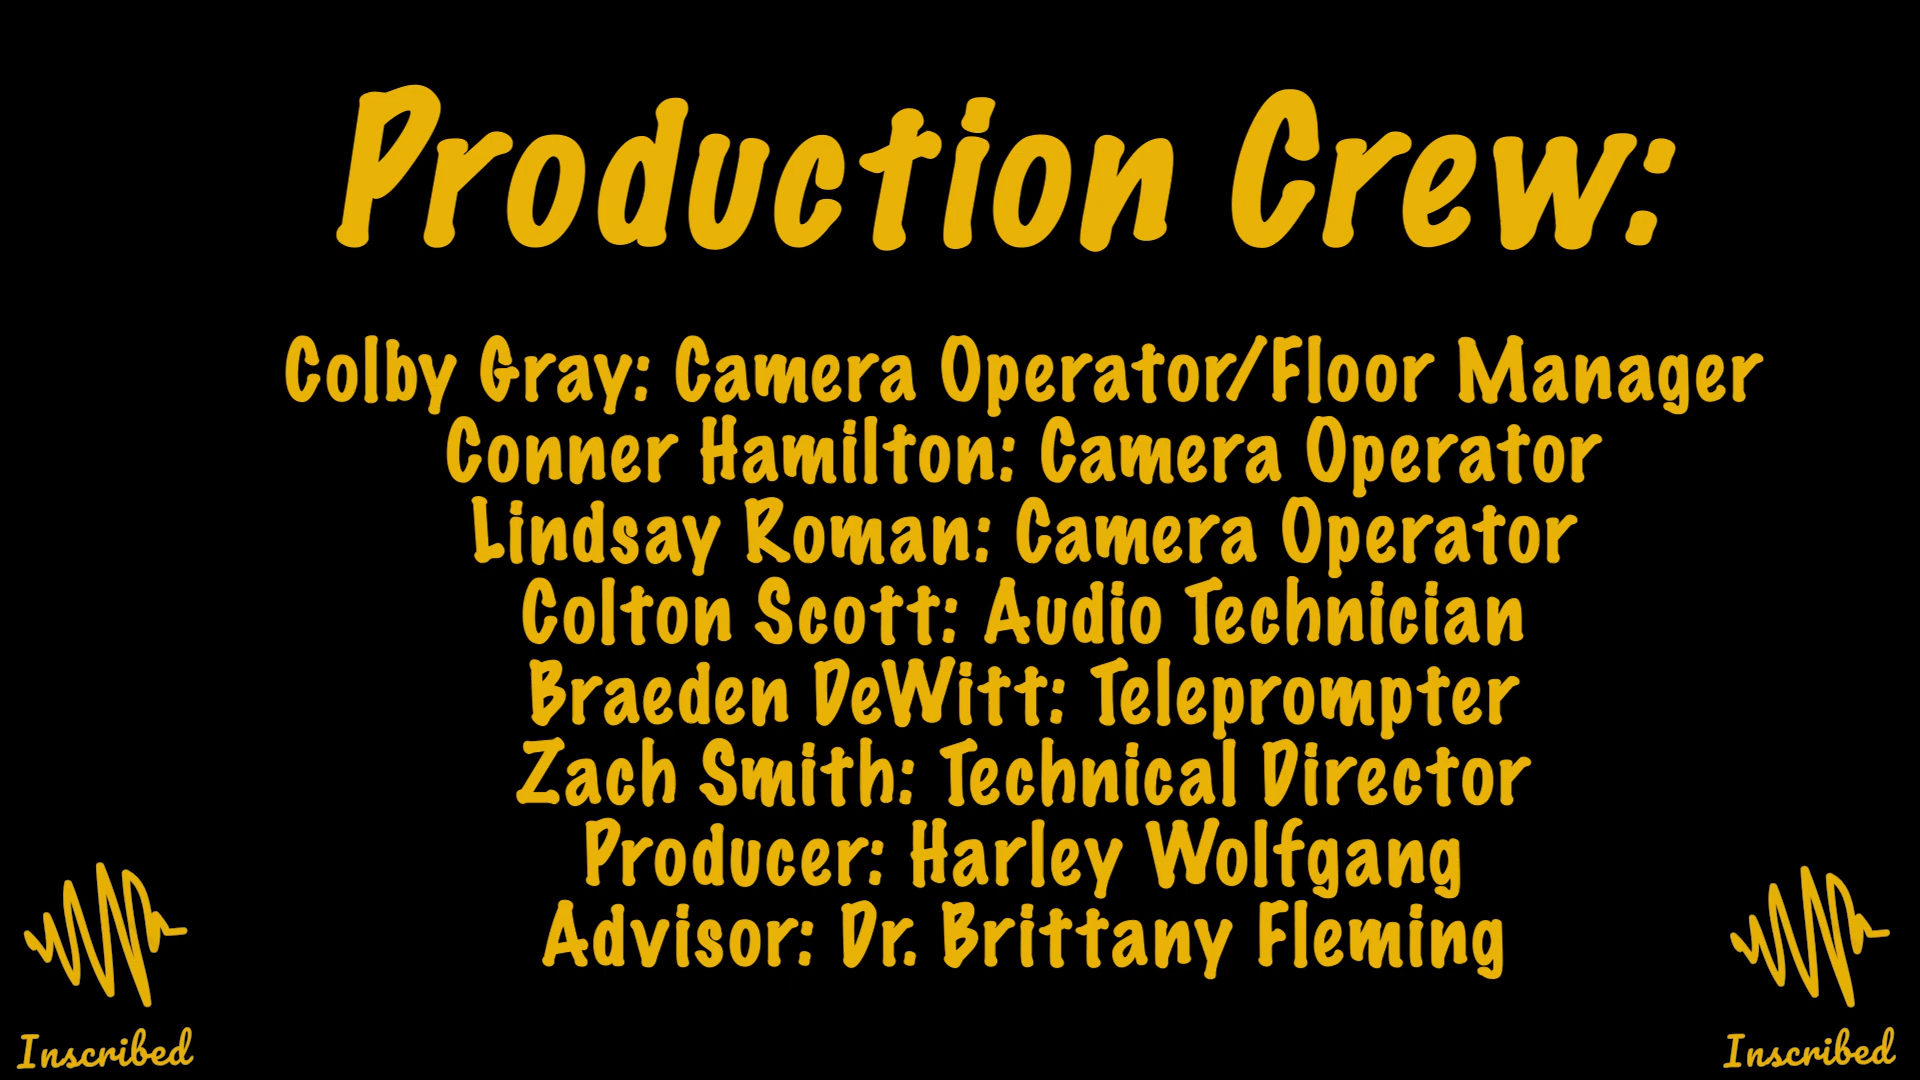 Production Crew:
Colby Gray: Camera Operator/Floor Manager
Conner Hamilton: Camera Operator
Lindsay Roman: Camera Operator
Colton Scott: Audio Technician
Braeden DeWitt: Teleprompter
Zach Smith: Technical Director
Producer: Harley Wolfgang
Advisor: Dr. Brittany Fleming
Inscribed
Inscribed